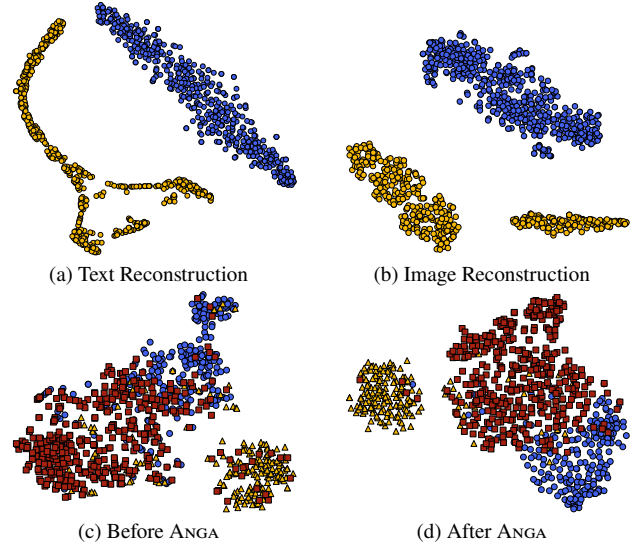 (a) Text Reconstruction
(b) Image Reconstruction
(c) Before ANGA
(d) After ANGA